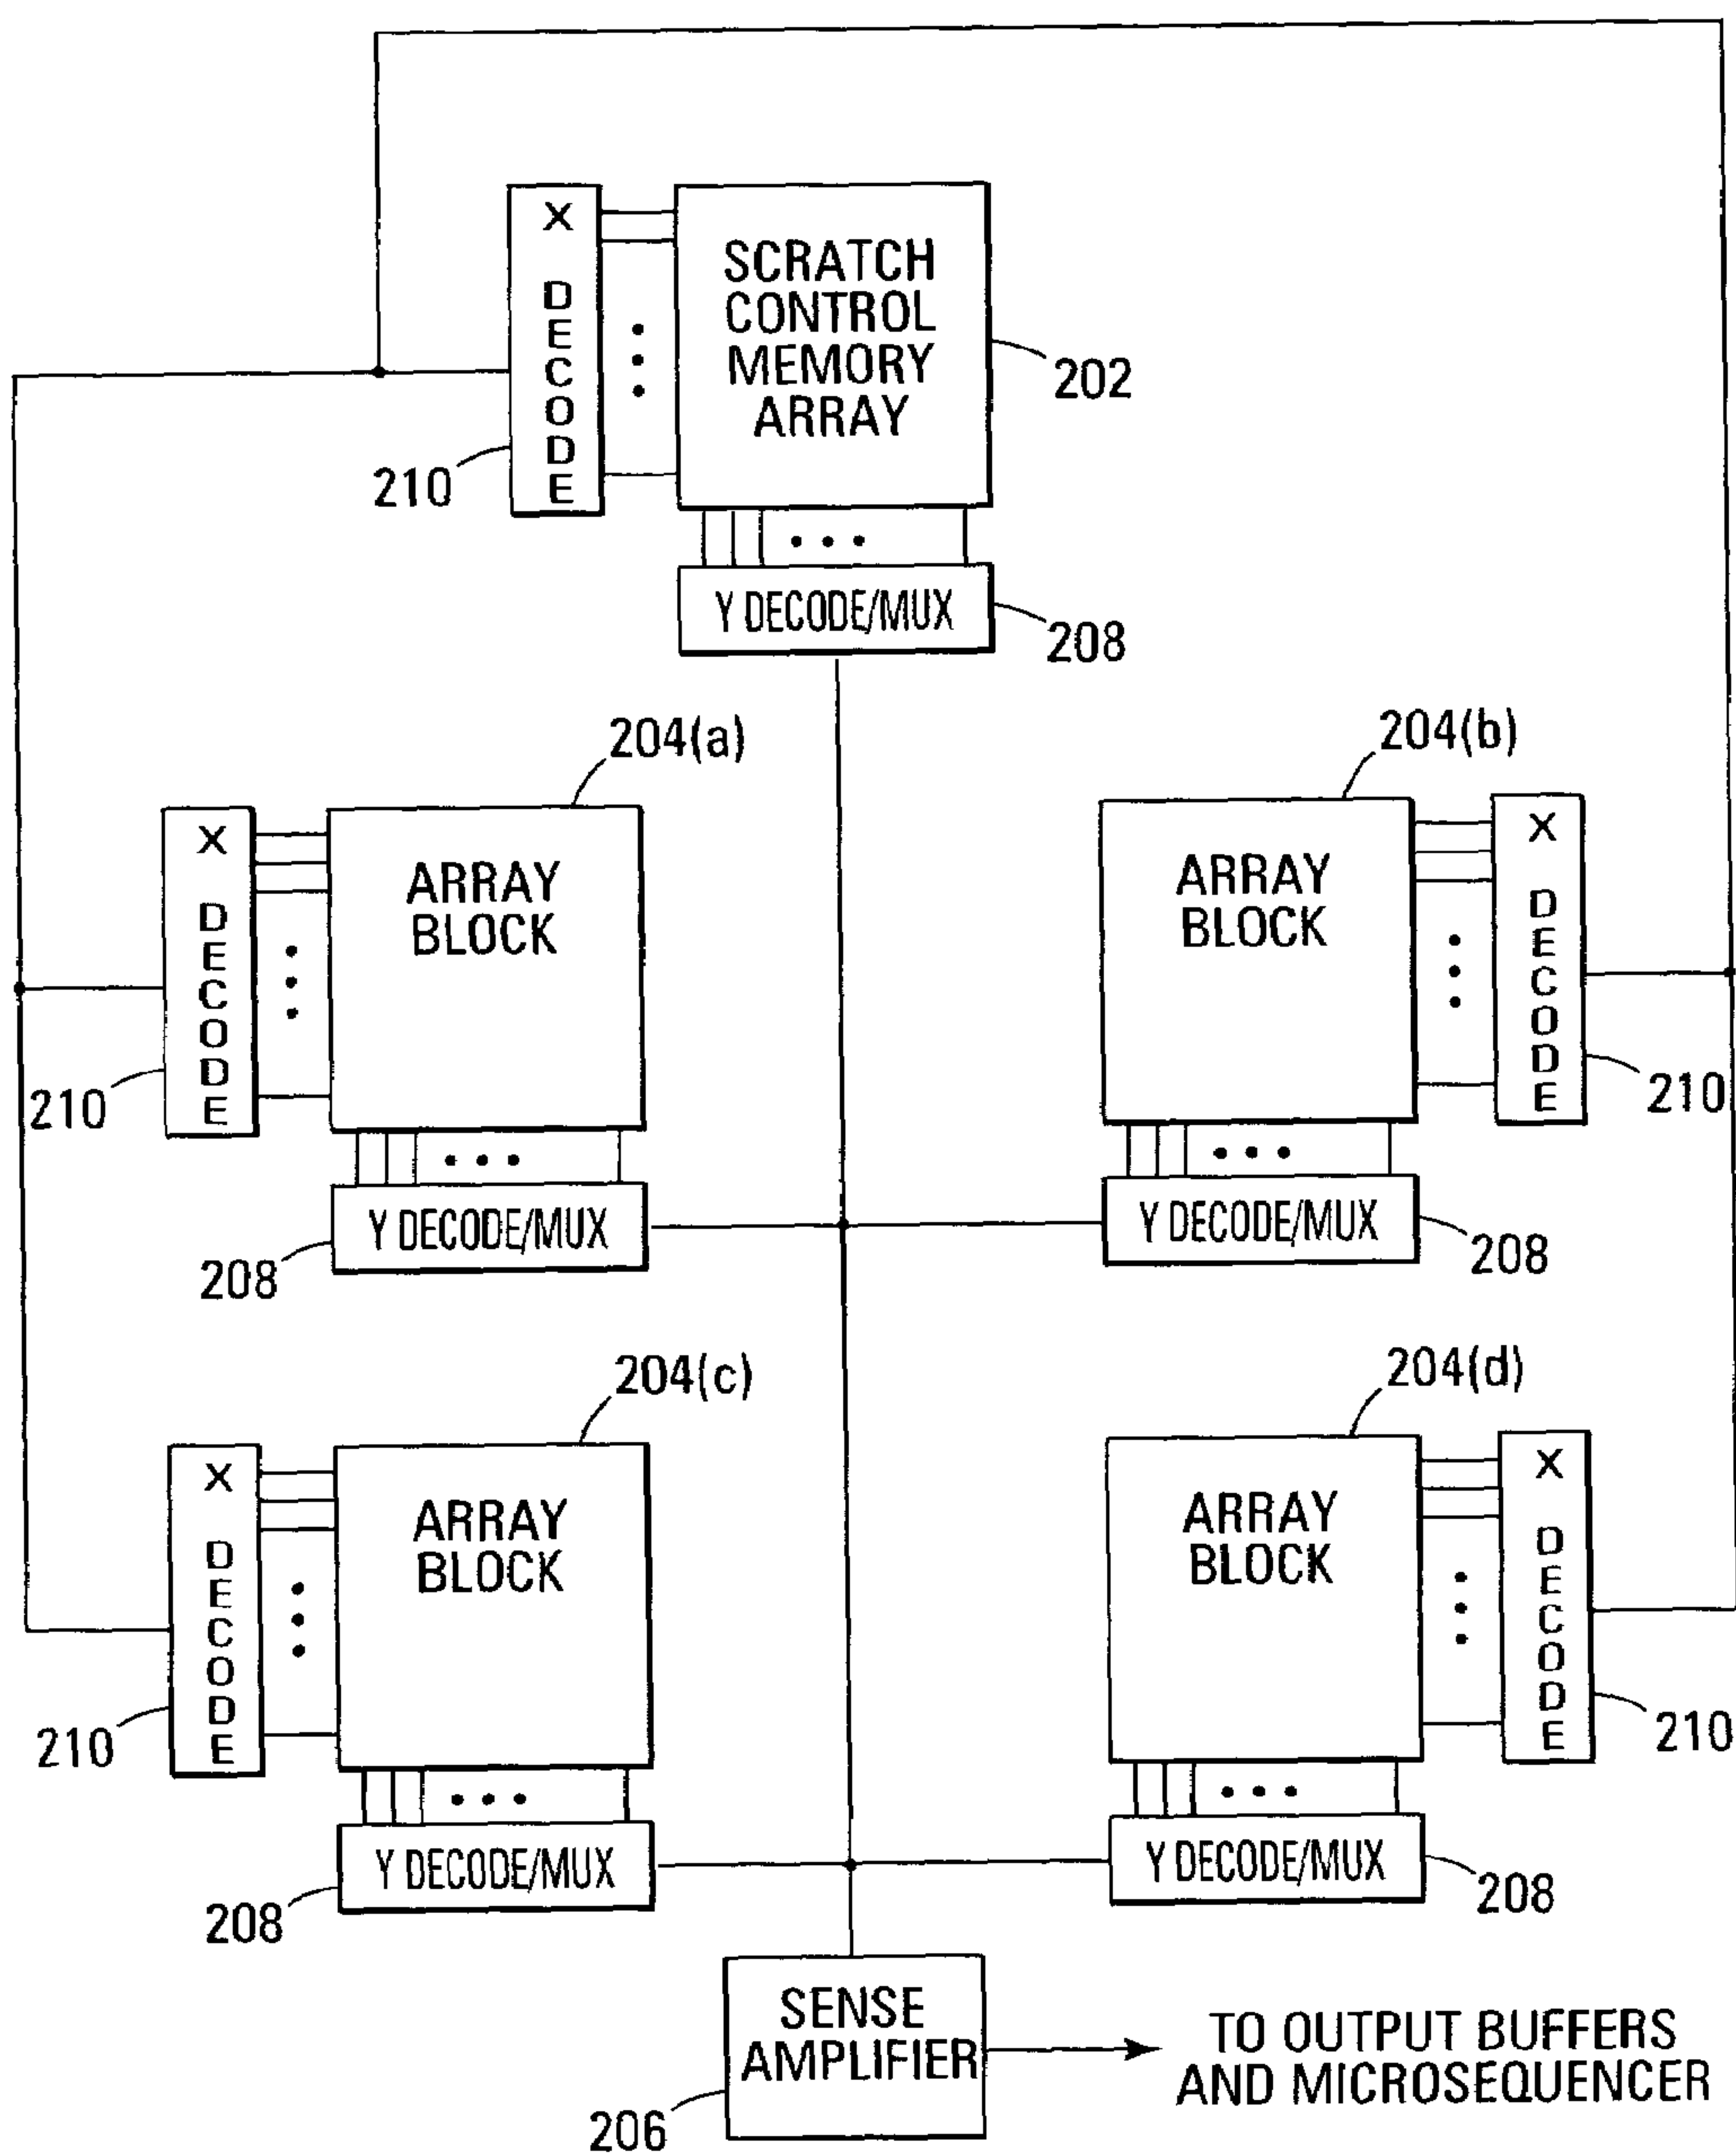 X DECODE
SCRATCH
CONTROL
MEMORY
ARRAY
202
210
Y DECODE/MUX
208
204(a)
204(b)
X DECODE
ARRAY
BLOCK
ARRAY
BLOCK
X DECODE
210
210
Y DECODE/MUX
208
Y DECODE/MUX
208
204(c)
204(d)
X DECODE
ARRAY
BLOCK
ARRAY
BLOCK
X DECODE
210
210
Y DECODE/MUX
208
Y DECODE/MUX
208
SENSE
AMPLIFIER
206
TO OUTPUT BUFFERS
AND MICROSEQUENCER